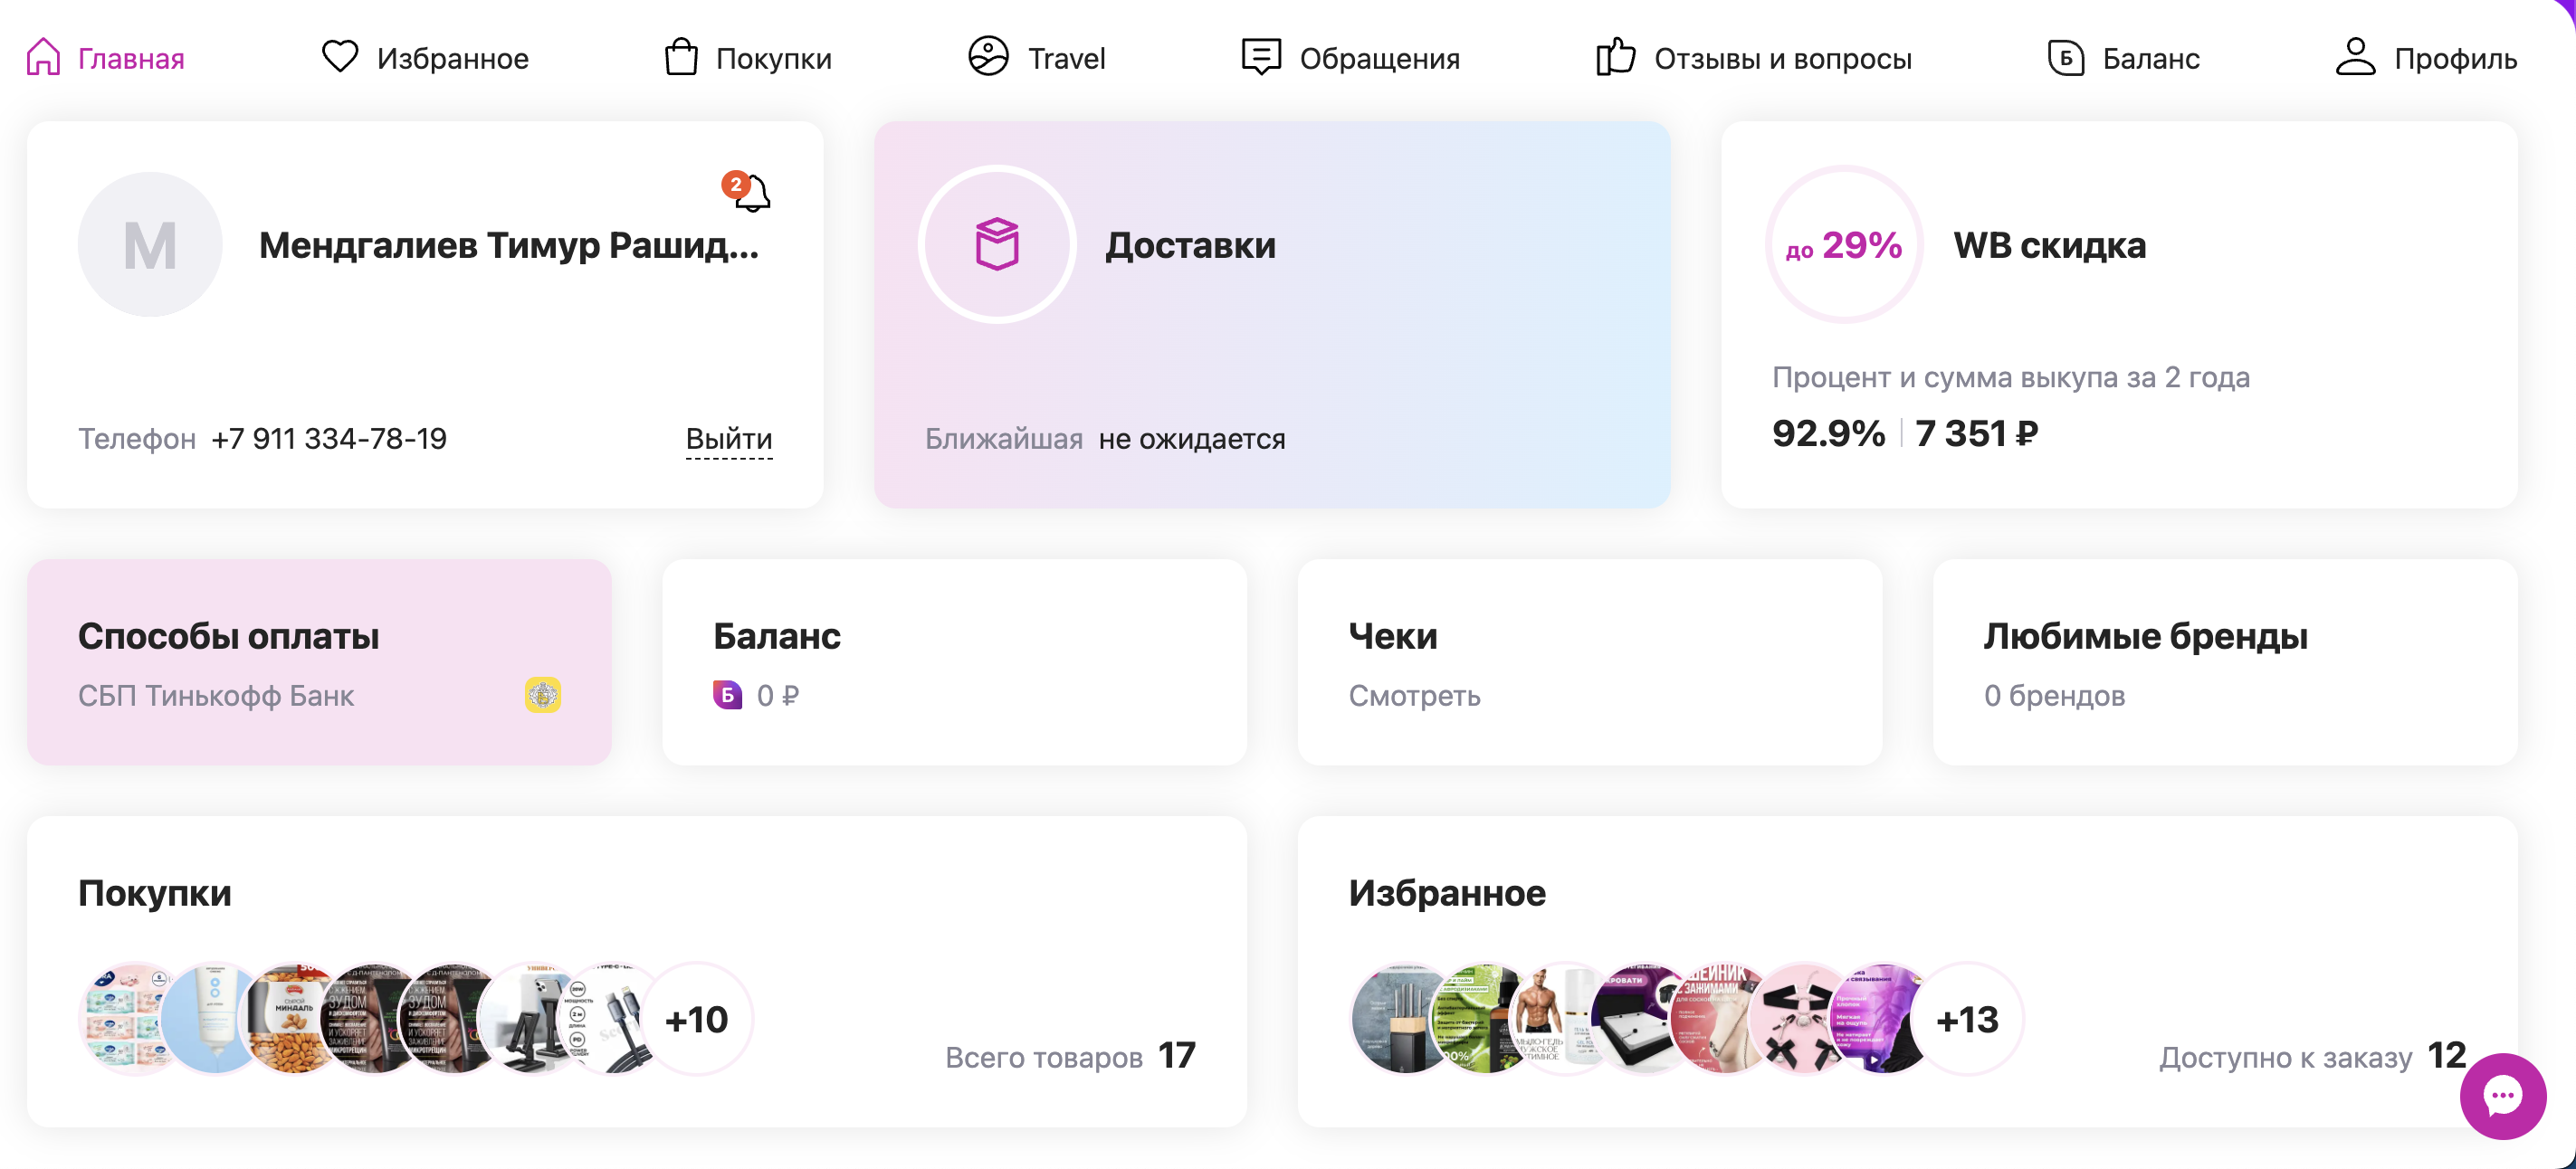 Главная
Избранное
Покупки
Travel
Обращения
Отзывы и вопросы
Б
Баланс
Профиль
М
2
Мендгалиев Тимур Рашид...
Телефон +7 911 334-78-19
Выйти
Доставки
Ближайшая не ожидается
до 29%
WB скидка
Процент и сумма выкупа за 2 года
92.9% 7 351 ₽
Способы оплаты
СБП Тинькофф Банк
Баланс
Б 0 ₽
Чеки
Смотреть
Любимые бренды
0 брендов
Покупки
МИНДАЛЬ
ЗУДОМ
ЗУДОМ
+10
Всего товаров 17
Избранное
+13
Доступно к заказу 12